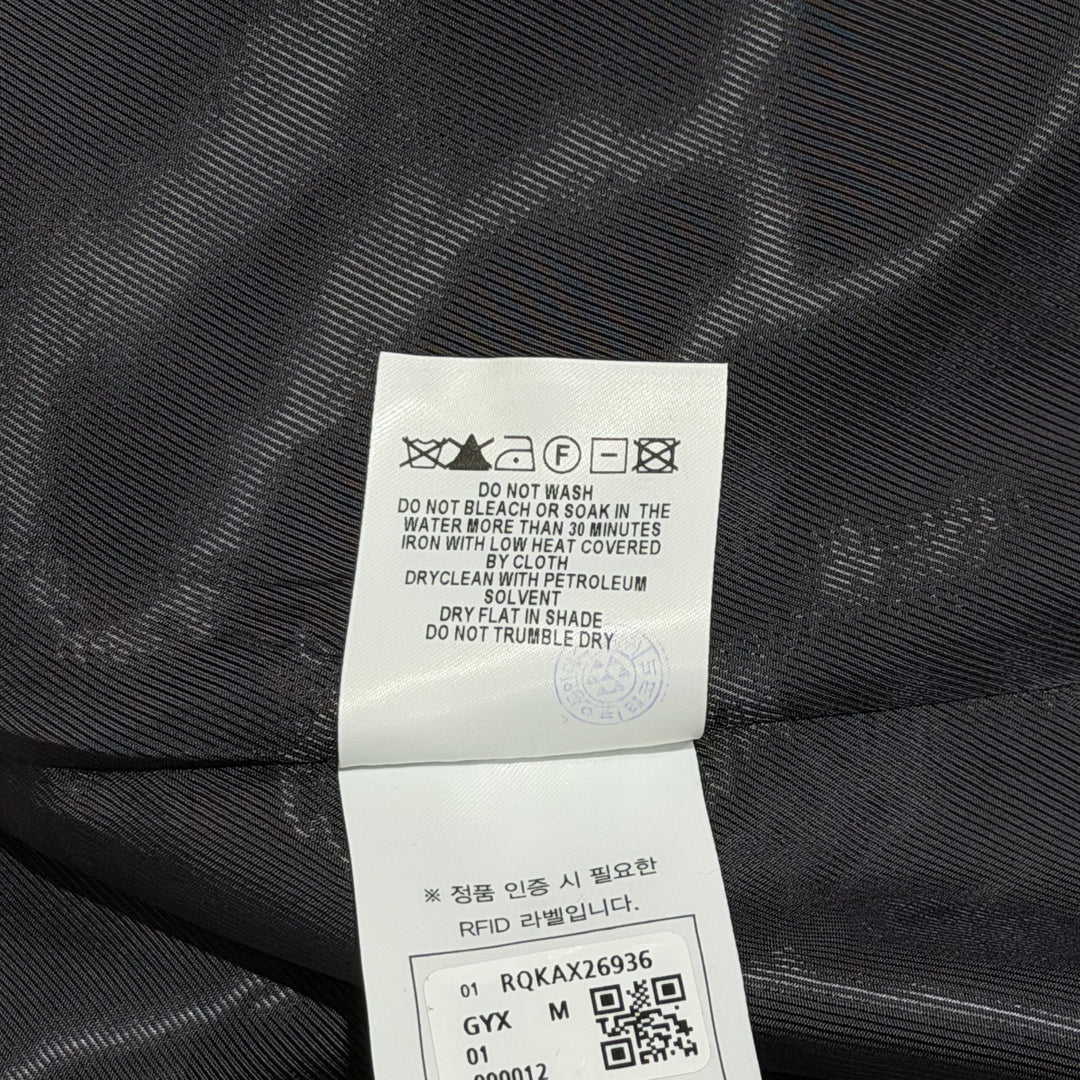 F
DO NOT WASH
DO NOT BLEACH OR SOAK IN THE
WATER MORE THAN 30 MINUTES
IRON WITH LOW HEAT COVERED
BY CLOTH
DRYCLEAN WITH PETROLEUM
SOLVENT
DRY FLAT IN SHADE
DO NOT TRUMBLE DRY
※ 정품 인증 시 필요한
RFID 라벨입니다.
01 RQKAX26936
GYX M
01
000012